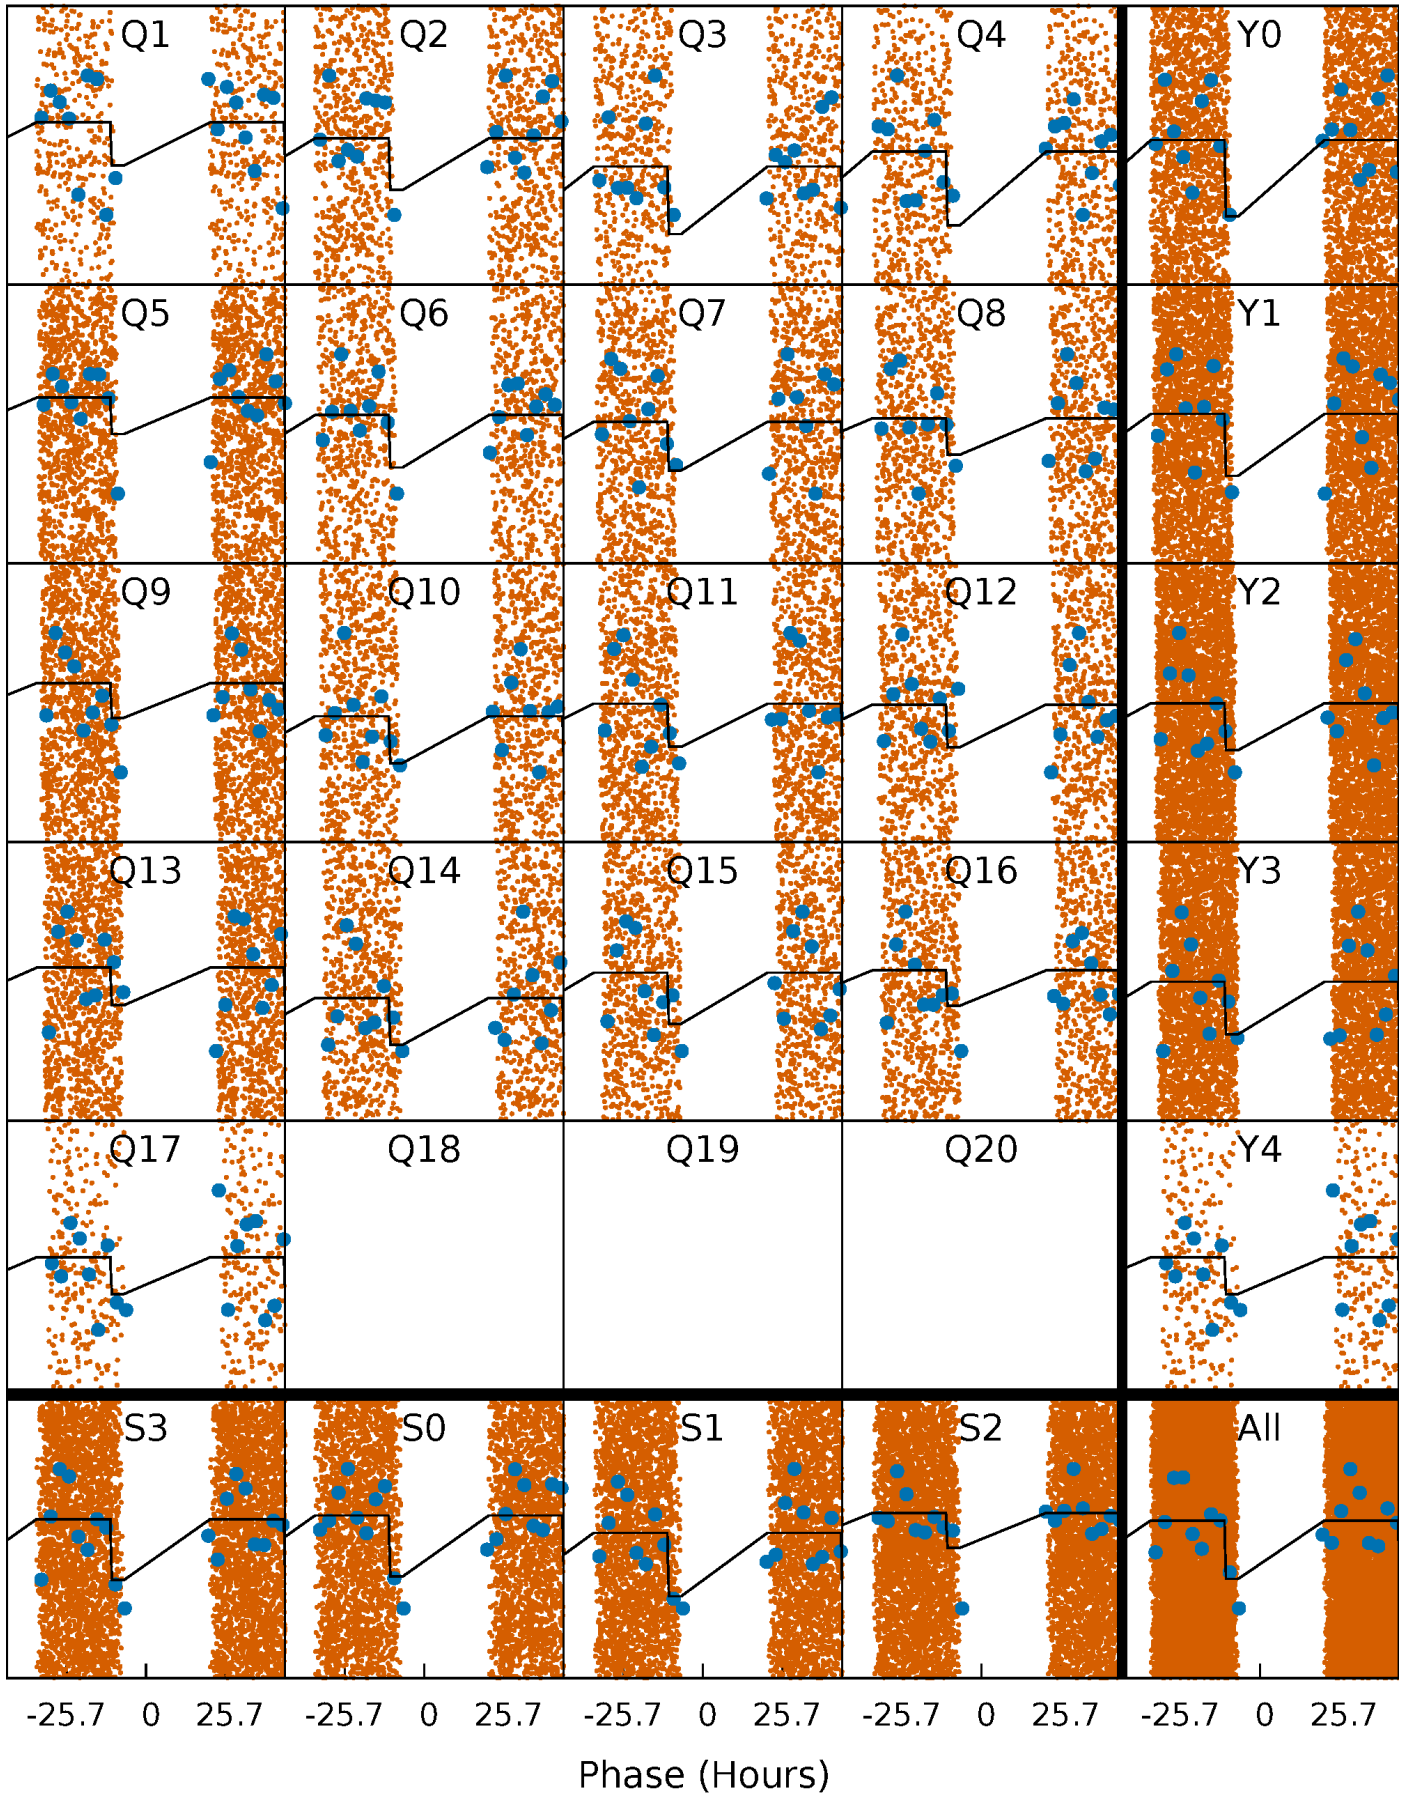 Q1 Q2 Q3 Q4 Y0
Q5 Q6 Q7 Q8 Y1
Q9 Q10 Q11 Q12 Y2
Q13 Q14 Q15 Q16 Y3
Q17 Q18 Q19 Q20 Y4
S3 S0 S1 S2 All
-25.7 0 25.7 -25.7 0 25.7 -25.7 0 25.7 -25.7 0 25.7 -25.7 0 25.7
Phase (Hours)